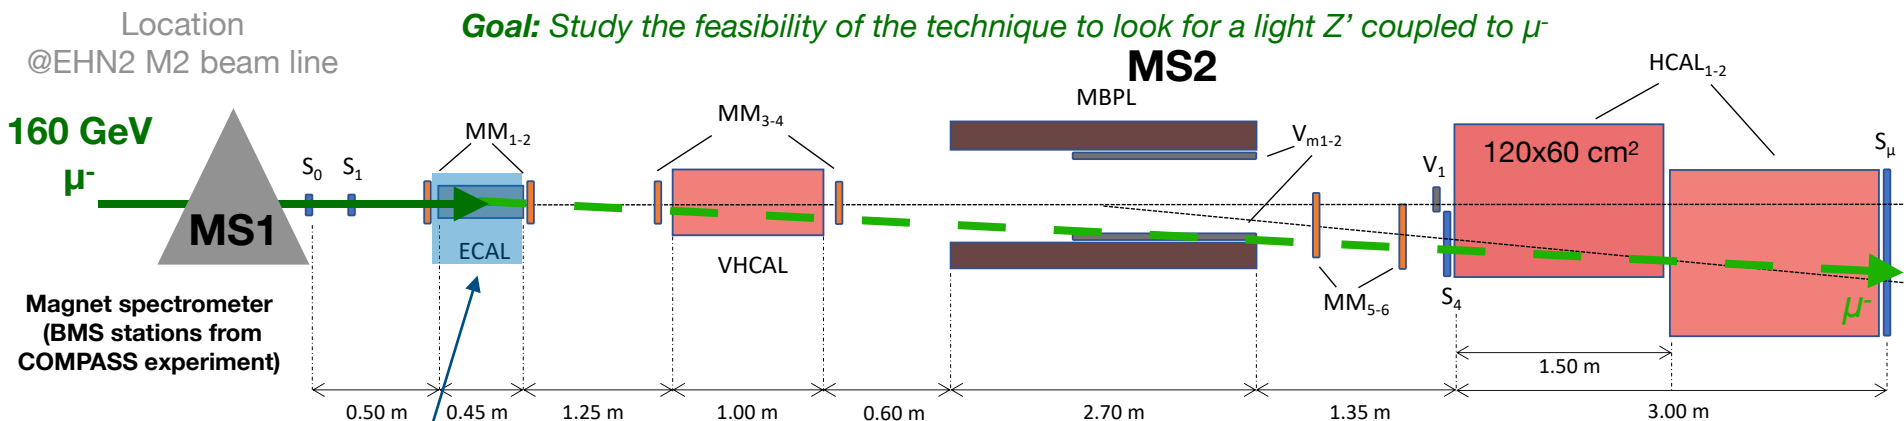 Location
@EHN2 M2 beam line
Goal: Study the feasibility of the technique to look for a light Z’ coupled to μ-
MS2
160 GeV
μ-
MS1
S0
S1
MM1-2
ECAL
MM3-4
VHCAL
MBPL
Vm1-2
MM5-6
V1
S4
HCAL1-2
120x60 cm2
Sμ
μ-
Magnet spectrometer
(BMS stations from
COMPASS experiment)
1.50 m
0.50 m
0.45 m
1.25 m
1.00 m
0.60 m
2.70 m
1.35 m
3.00 m